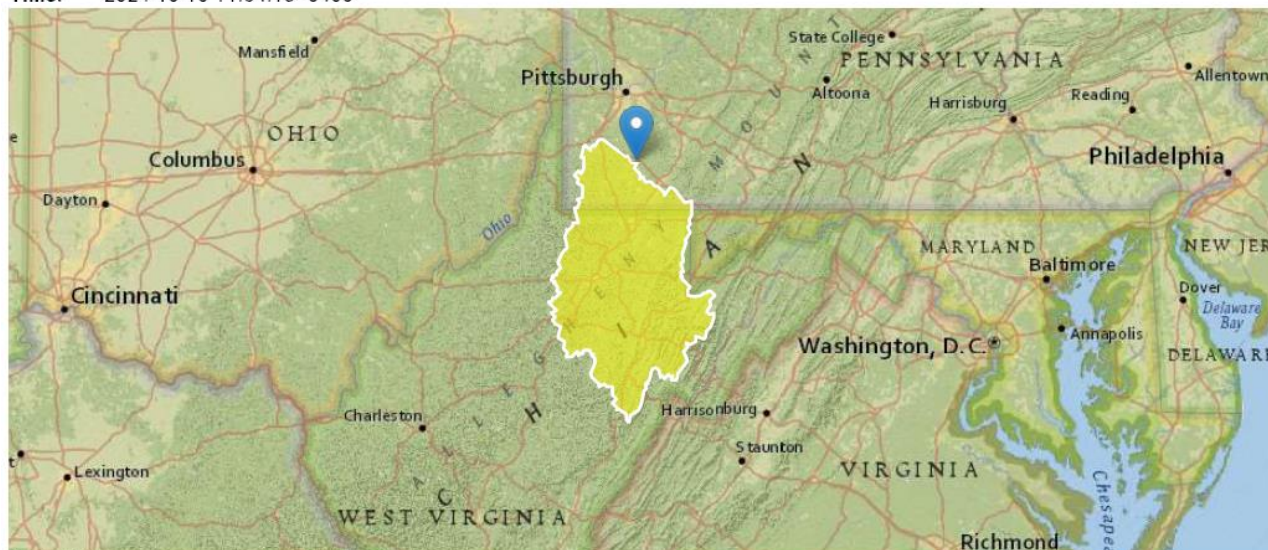 Mansfield
State College
PENNSYLVANIA
Pittsburgh
Altoona
Allentown
Harrisburg
Reading
OHIO
Columbus
Philadelphia
Dayton
Ohio
MARYLAND
NEW JER
Baltimore
Cincinnati
Dover
Delaware
Bay
Annapolis
Washington, D.C.
DELAWARE
Charleston
Harrisonburg
Staunton
Lexington
VIRGINIA
WEST VIRGINIA
Chesape
Richmond